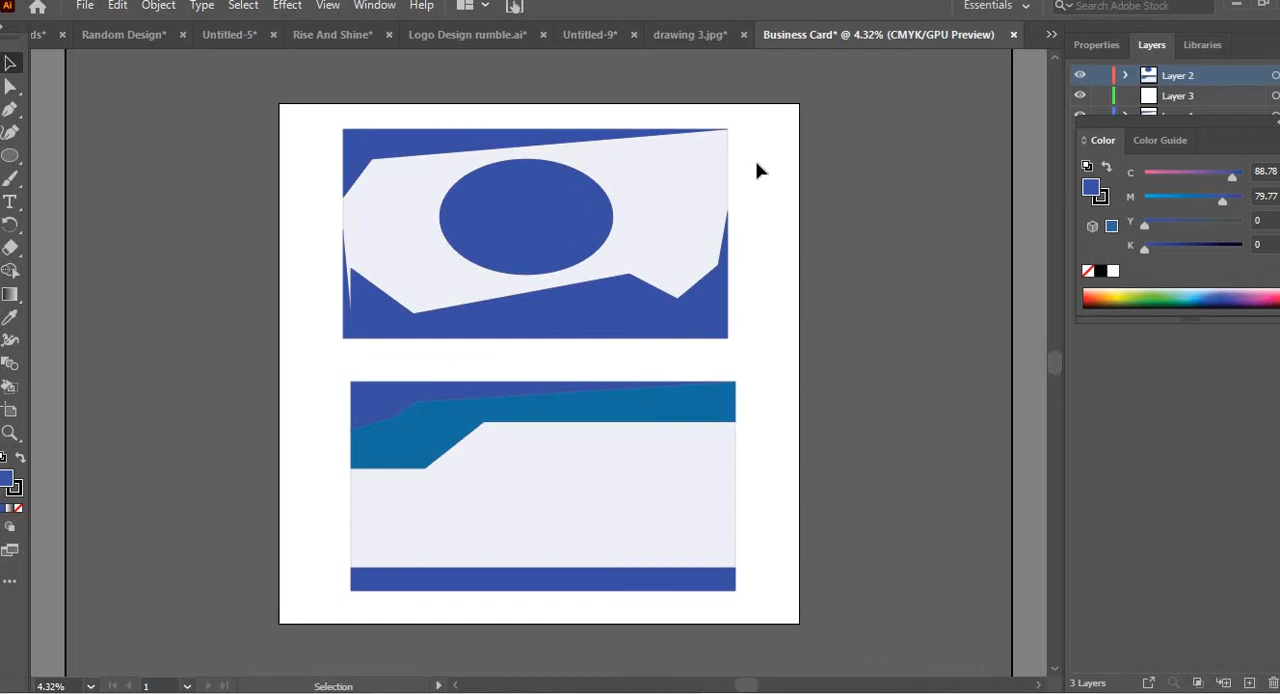 Ai File Edit Object Type Select Effect View Window Help Essentials Search Adobe Stock
ds* × Random Design* × Untitled-5* × Rise And Shine* × Logo Design rumble.ai* × Untitled-9* × drawing 3.jpg* × Business Card* @ 4.32% (CMYK/GPU Preview) ×
Properties Layers Libraries
Layer 2
Layer 3
Color Color Guide
C 88.78
M 79.77
Y 0
K 0
4.32% 1 Selection 3 Layers